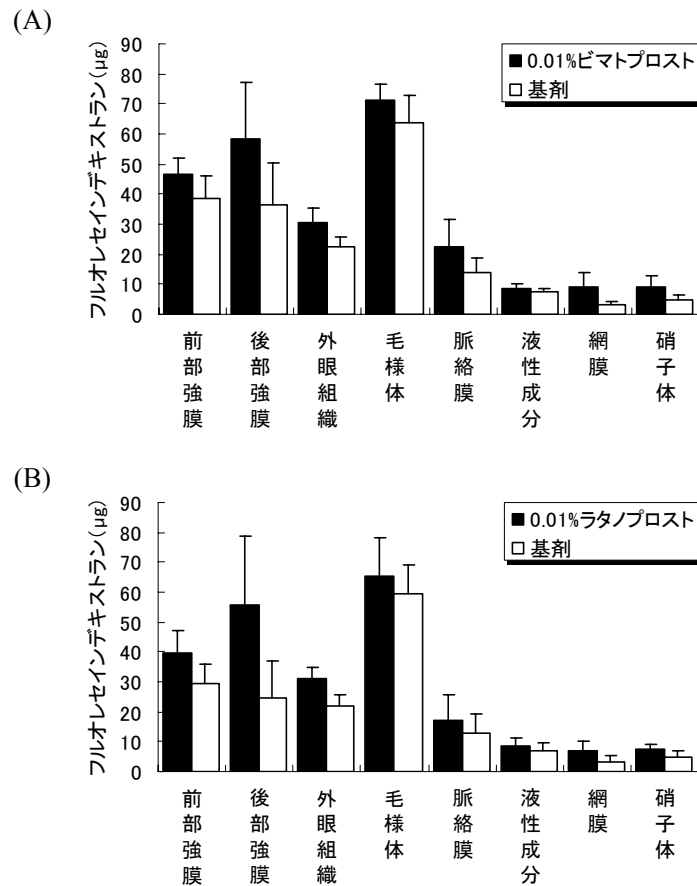 (A)
フルオレセインデキストラン(μg)
90
80
70
60
50
40
30
20
10
0
■0.01%ビマトプロスト
□基剤
前部強膜
後部強膜
外眼組織
毛様体
脈絡膜
液性成分
網膜
硝子体
(B)
フルオレセインデキストラン(μg)
90
80
70
60
50
40
30
20
10
0
■0.01%ラタノプロスト
□基剤
前部強膜
後部強膜
外眼組織
毛様体
脈絡膜
液性成分
網膜
硝子体